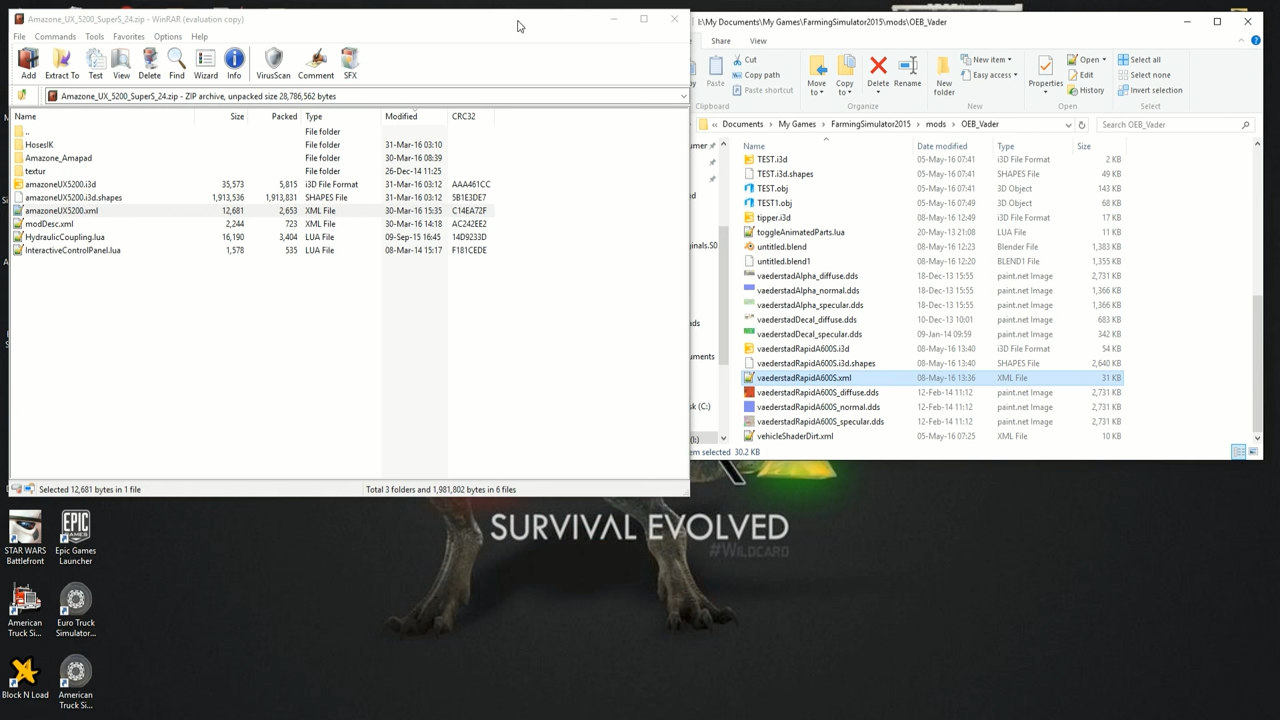 Amazone_UX_5200_SuperS_24.zip - WinRAR (evaluation copy)
File Commands Tools Favorites Options Help
Add Extract To Test View Delete Find Wizard Info VirusScan Comment SFX
Amazone_UX_5200_SuperS_24.zip - ZIP archive, unpacked size 28,786,562 bytes
Name Size Packed Type Modified CRC32
.. File folder
HosesIK File folder 31-Mar-16 03:10
Amazone_Amapad File folder 30-Mar-16 08:39
textur File folder 26-Dec-14 11:25
amazoneUX5200.i3d 35,573 5,815 i3D File Format 31-Mar-16 03:12 AAA461CC
amazoneUX5200.i3d.shapes 1,913,536 1,913,831 SHAPES File 31-Mar-16 03:12 5B1E3DE7
amazoneUX5200.xml 12,681 2,653 XML File 30-Mar-16 15:35 C14EA72F
modDesc.xml 2,244 723 XML File 30-Mar-16 14:18 AC242EE2
HydraulicCoupling.lua 16,190 3,404 LUA File 09-Sep-15 16:45 14D9233D
InteractiveControlPanel.lua 1,578 535 LUA File 08-Mar-14 15:17 F181CEDE
Selected 12,681 bytes in 1 file Total 3 folders and 1,981,802 bytes in 6 files
I:\My Documents\My Games\FarmingSimulator2015\mods\OEB_Vader
Share View
Paste Cut Copy path Paste shortcut
Move to Copy to Delete Rename New folder New item Easy access
Properties Open Edit History Select all Select none Invert selection
Clipboard Organize New Open Select
Documents My Games FarmingSimulator2015 mods OEB_Vader Search OEB_Vader
Name Date modified Type Size
TEST.i3d 05-May-16 07:41 i3D File Format 2 KB
TEST.i3d.shapes 05-May-16 07:41 SHAPES File 49 KB
TEST.obj 05-May-16 07:41 3D Object 143 KB
TEST1.obj 05-May-16 07:49 3D Object 68 KB
tipper.i3d 08-May-16 12:49 i3D File Format 17 KB
toggleAnimatedParts.lua 20-May-13 21:08 LUA File 11 KB
untitled.blend 08-May-16 12:23 Blender File 1,383 KB
untitled.blend1 08-May-16 12:20 BLEND1 File 1,355 KB
vaederstadAlpha_diffuse.dds 18-Dec-13 15:55 paint.net Image 2,731 KB
vaederstadAlpha_normal.dds 18-Dec-13 15:55 paint.net Image 1,366 KB
vaederstadAlpha_specular.dds 18-Dec-13 15:55 paint.net Image 1,366 KB
vaederstadDecal_diffuse.dds 10-Dec-13 10:01 paint.net Image 683 KB
vaederstadDecal_specular.dds 09-Jan-14 09:59 paint.net Image 342 KB
vaederstadRapidA600S.i3d 08-May-16 13:40 i3D File Format 54 KB
vaederstadRapidA600S.i3d.shapes 08-May-16 13:40 SHAPES File 2,640 KB
vaederstadRapidA600S.xml 08-May-16 13:36 XML File 31 KB
vaederstadRapidA600S_diffuse.dds 12-Feb-14 11:12 paint.net Image 2,731 KB
vaederstadRapidA600S_normal.dds 12-Feb-14 11:12 paint.net Image 2,731 KB
vaederstadRapidA600S_specular.dds 12-Feb-14 11:12 paint.net Image 2,731 KB
vehicleShaderDirt.xml 05-May-16 07:25 XML File 10 KB
em selected 30.2 KB
SURVIVAL EVOLVED
#WILDCARD
STAR WARS Battlefront
Epic Games Launcher
American Truck Si...
Euro Truck Simulator...
Block N Load
American Truck Si...